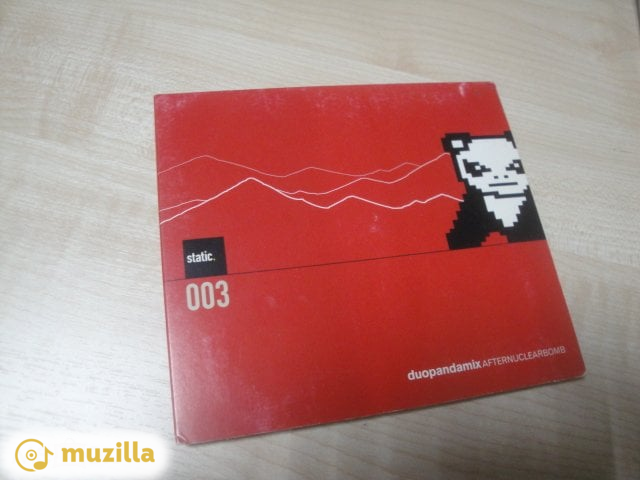 static.
003
duopandamixAFTERNUCLEARBOMB
muzilla